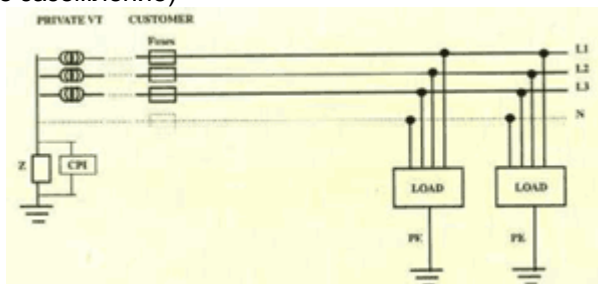 PRIVATE VT CUSTOMER
Fuses
L1
L2
L3
N
Z CPI
LOAD LOAD
PE PE